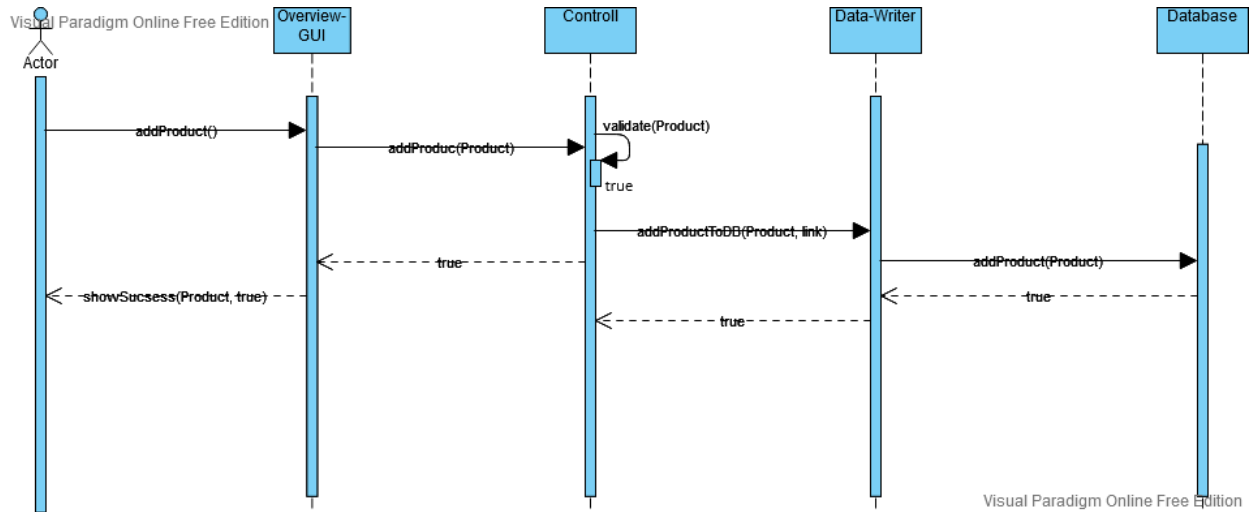 Visual Paradigm Online Free Edition
Actor
Overview-
GUI
Controll
Data-Writer
Database
addProduct()
validate(Product)
addProduc(Product)
true
addProductToDB(Product, link)
true
addProduct(Product)
showSucsess(Product, true)
true
true
Visual Paradigm Online Free Edition